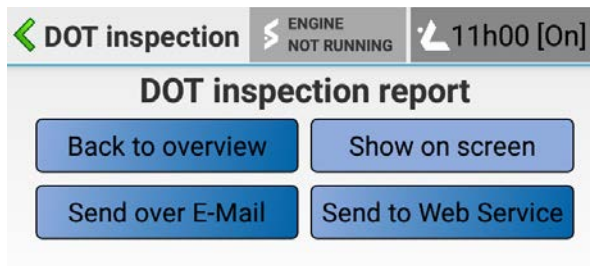 DOT inspection
ENGINE
NOT RUNNING
11h00 [On]
DOT inspection report
Back to overview
Show on screen
Send over E-Mail
Send to Web Service